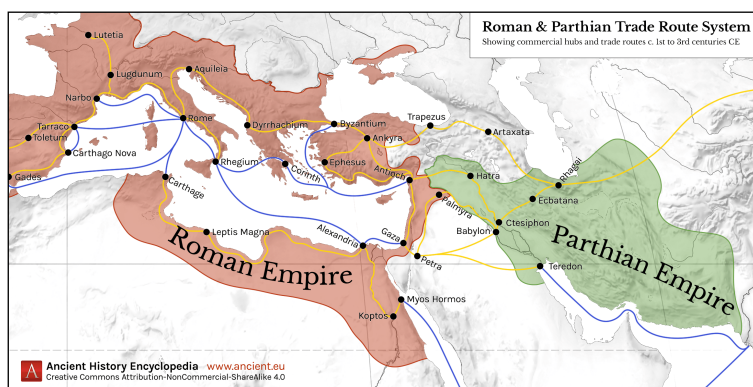 Roman & Parthian Trade Route System
Showing commercial hubs and trade routes c. 1st to 3rd centuries CE
Lutetia
Lugdunum
Aquileia
Narbo
Tarraco
Toletum
Carthago Nova
Gades
Rome
Dyrrhachium
Byzantium
Trapezus
Artaxata
Ankyra
Rhegium
Corinth
Ephesus
Antioch
Hatra
Rhagai
Carthage
Palmyra
Ecbatana
Ctesiphon
Babylon
Leptis Magna
Alexandria
Gaza
Petra
Teredon
Roman Empire
Parthian Empire
Myos Hormos
Koptos
A
Ancient History Encyclopedia www.ancient.eu
Creative Commons Attribution-NonCommercial-ShareAlike 4.0